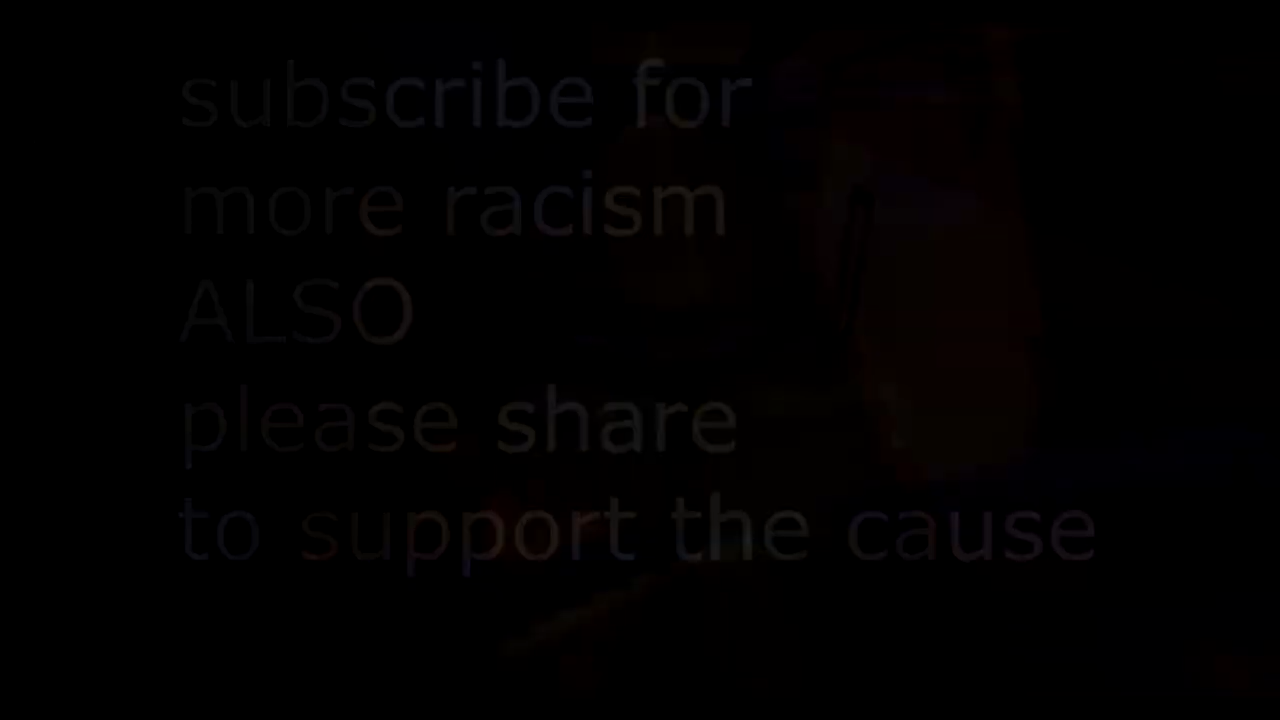 subscribe for
more racism
ALSO
please share
to support the cause